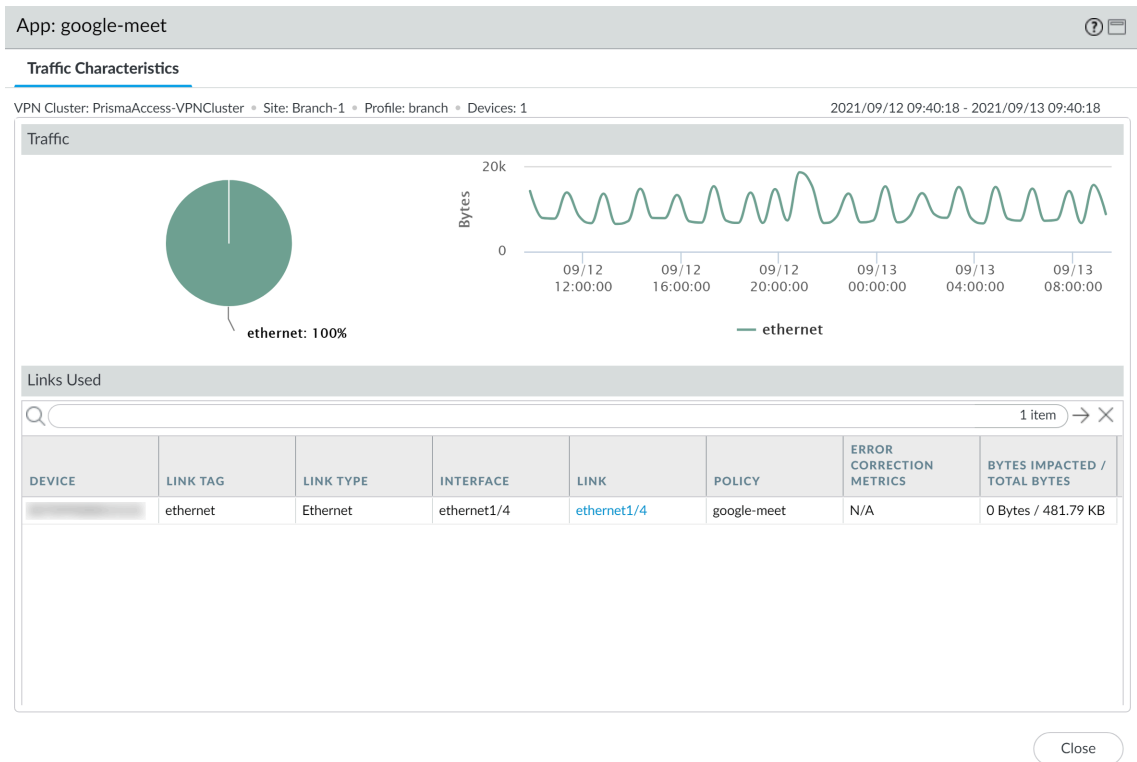 App: google-meet
Traffic Characteristics
VPN Cluster: PrismaAccess-VPNCluster • Site: Branch-1 • Profile: branch • Devices: 1
2021/09/12 09:40:18 - 2021/09/13 09:40:18
Traffic
ethernet: 100%
Bytes
20k
0
09/12 12:00:00
09/12 16:00:00
09/12 20:00:00
09/13 00:00:00
09/13 04:00:00
09/13 08:00:00
ethernet
Links Used
1 item
DEVICE
LINK TAG
LINK TYPE
INTERFACE
LINK
POLICY
ERROR CORRECTION METRICS
BYTES IMPACTED / TOTAL BYTES
ethernet
Ethernet
ethernet1/4
ethernet1/4
google-meet
N/A
0 Bytes / 481.79 KB
Close